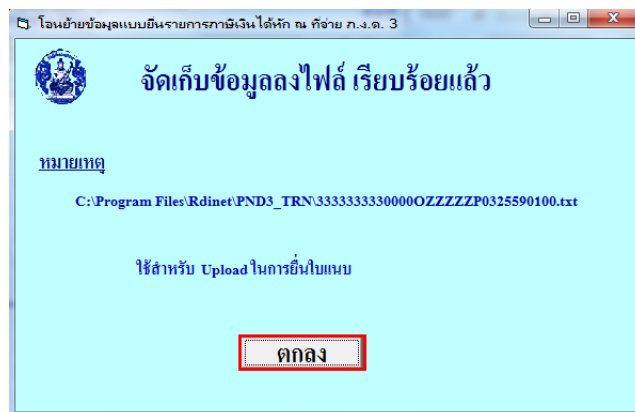 โอนย้ายข้อมูลแบบยื่นรายการภาษีเงินได้หัก ณ ที่จ่าย ภ.ง.ด. 3
จัดเก็บข้อมูลลงไฟล์ เรียบร้อยแล้ว
หมายเหตุ
C:\Program Files\Rdinet\PND3_TRN\3333333330000OZZZZZP0325590100.txt
ใช้สำหรับ Upload ในการยื่นใบแนบ
ตกลง